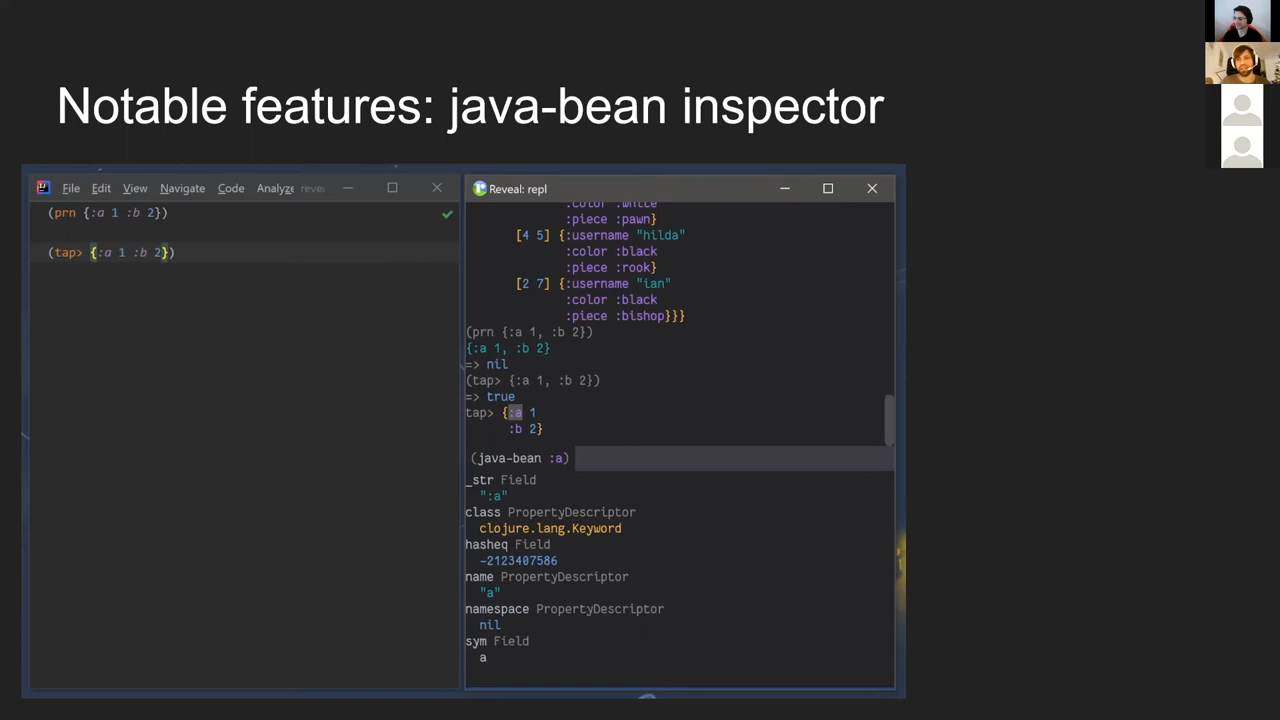 Notable features: java-bean inspector
File Edit View Navigate Code Analyze reve
(prn {:a 1 :b 2})
(tap> {:a 1 :b 2})
Reveal: repl
:color :white
:piece :pawn}
[4 5] {:username "hilda"
:color :black
:piece :rook}
[2 7] {:username "ian"
:color :black
:piece :bishop}}}
(prn {:a 1, :b 2})
{:a 1, :b 2}
=> nil
(tap> {:a 1, :b 2})
=> true
tap> {:a 1
:b 2}
(java-bean :a)
_str Field
":a"
class PropertyDescriptor
clojure.lang.Keyword
hasheq Field
-2123407586
name PropertyDescriptor
"a"
namespace PropertyDescriptor
nil
sym Field
a